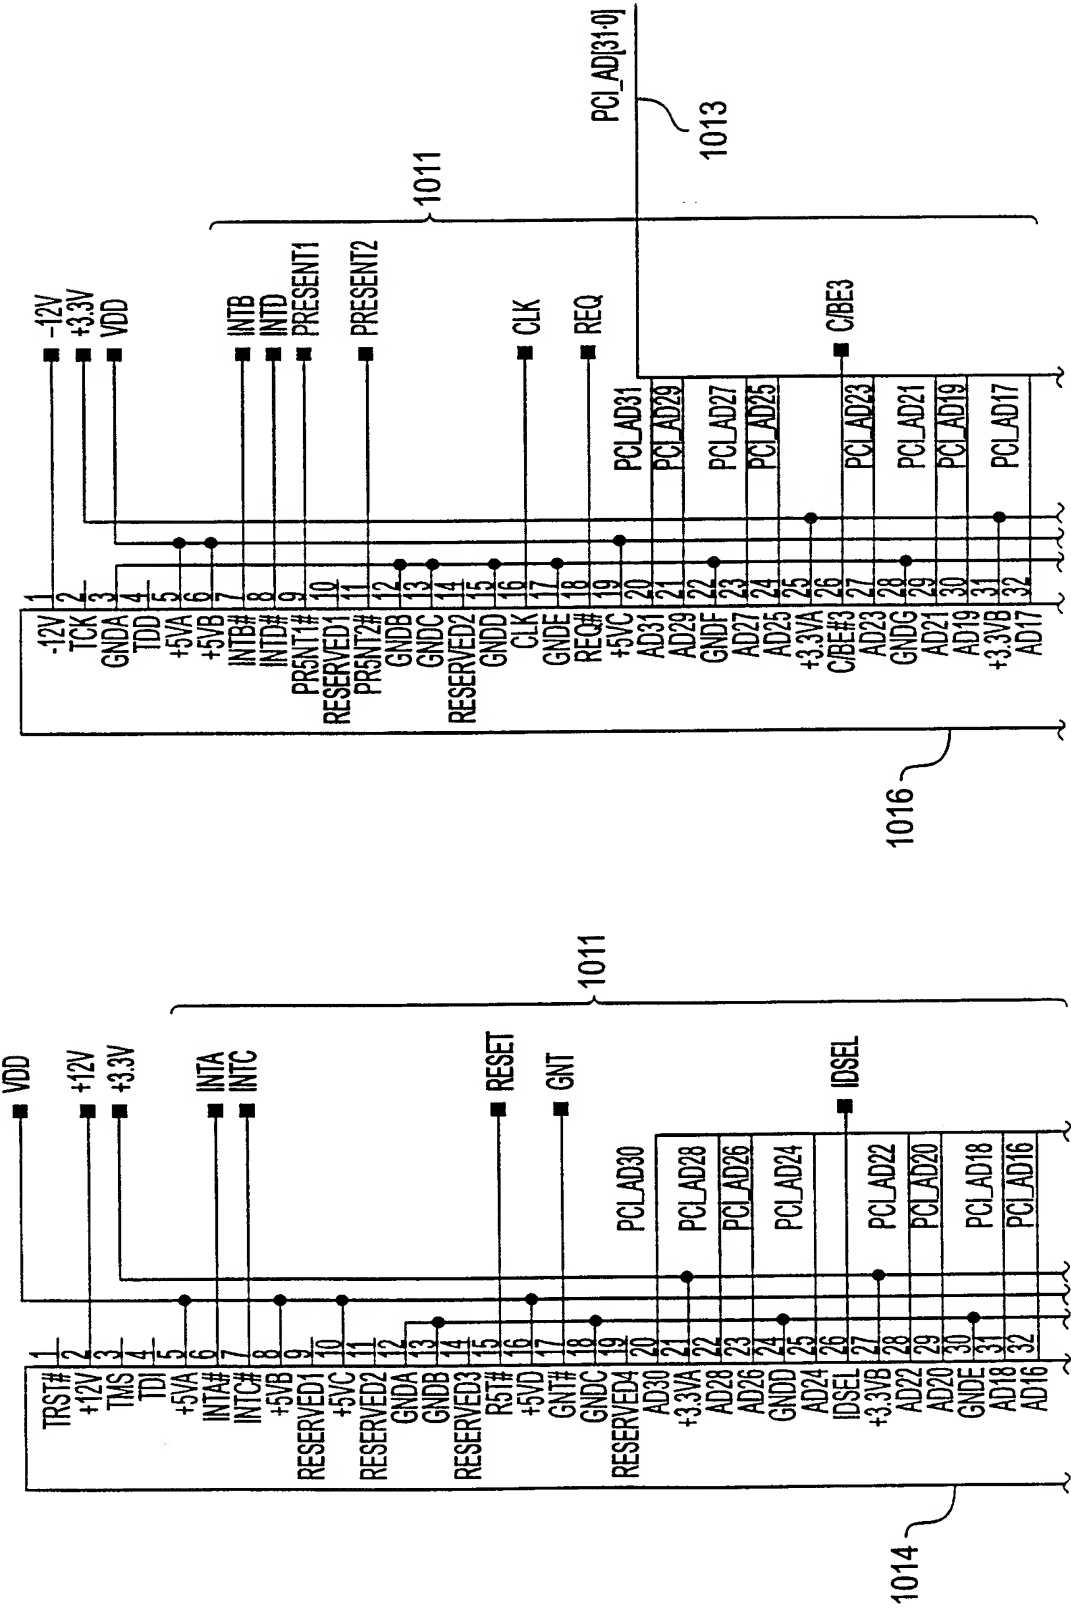 VDD
+12V
+3.3V
INTA
INTC
RESET
GNT
IDSEL
1011
PCI_AD30
PCI_AD28
PCI_AD26
PCI_AD24
PCI_AD22
PCI_AD20
PCI_AD18
PCI_AD16
TRST# 1
+12V 2
TMS 3
TDI 4
+5VA 5
INTA# 6
INTC# 7
+5VB 8
RESERVED1 9
+5VC 10
RESERVED2 11
GNDA 12
GNDB 13
RESERVED3 14
R5T# 15
+5VD 16
GNT# 17
GNDC 18
RESERVED4 19
AD30 20
+3.3VA 21
AD28 22
AD26 23
GNDD 24
AD24 25
IDSEL 26
+3.3VB 27
AD22 28
AD20 29
GNDE 30
AD18 31
AD16 32
1014
-12V
+3.3V
VDD
INTB
INTD
PRESENT1
PRESENT2
CLK
REQ
C/BE3
1011
PCI_AD[31:0]
1013
PCI_AD31
PCI_AD29
PCI_AD27
PCI_AD25
PCI_AD23
PCI_AD21
PCI_AD19
PCI_AD17
-12V 1
TCK 2
GNDA 3
TDD 4
+5VA 5
+5VB 6
INTB# 7
INTD# 8
PR5NT1# 9
RESERVED1 10
PR5NT2# 11
GNDB 12
GNDC 13
RESERVED2 14
GNDD 15
CLK 16
GNDE 17
REQ# 18
+5VC 19
AD31 20
AD29 21
GNDF 22
AD27 23
AD25 24
+3.3VA 25
C/BE#3 26
AD23 27
GNDG 28
AD21 29
AD19 30
+3.3VB 31
AD17 32
1016